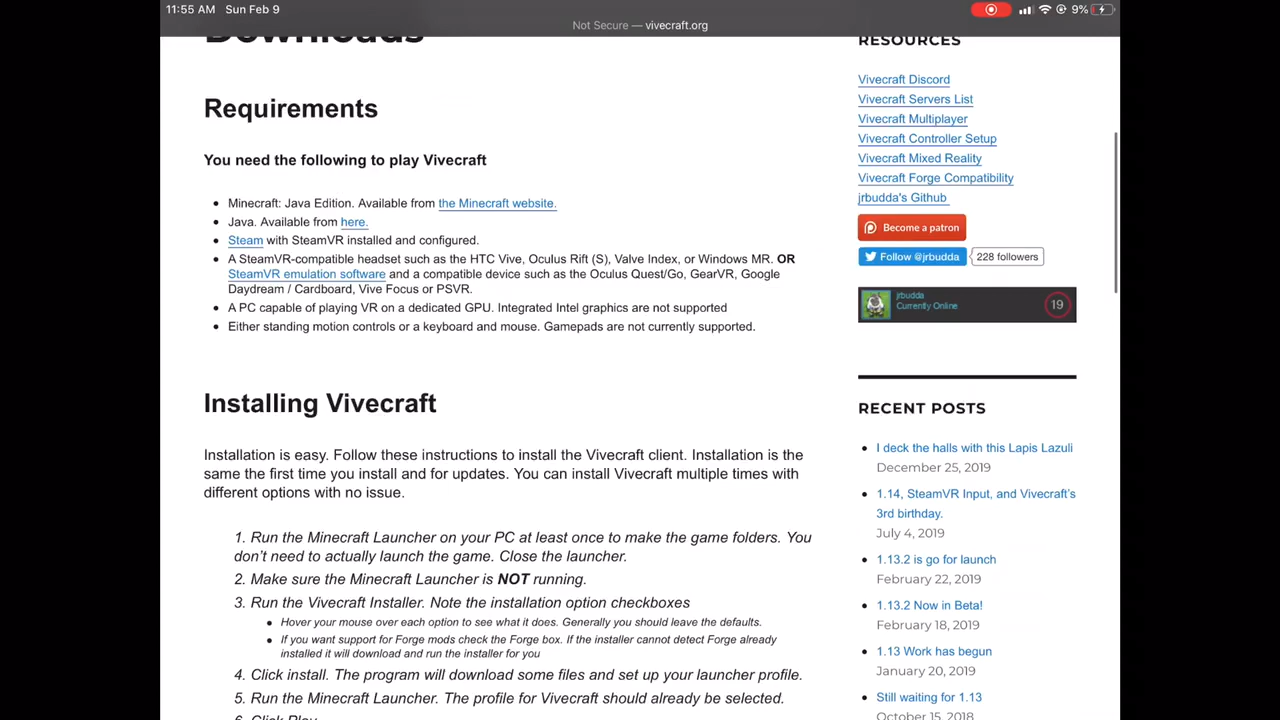 11:55 AM Sun Feb 9
9%
Not Secure — vivecraft.org
Downloads
Requirements
You need the following to play Vivecraft
Minecraft: Java Edition. Available from the Minecraft website.
Java. Available from here.
Steam with SteamVR installed and configured.
A SteamVR-compatible headset such as the HTC Vive, Oculus Rift (S), Valve Index, or Windows MR. OR
SteamVR emulation software and a compatible device such as the Oculus Quest/Go, GearVR, Google
Daydream / Cardboard, Vive Focus or PSVR.
A PC capable of playing VR on a dedicated GPU. Integrated Intel graphics are not supported
Either standing motion controls or a keyboard and mouse. Gamepads are not currently supported.
Installing Vivecraft
Installation is easy. Follow these instructions to install the Vivecraft client. Installation is the
same the first time you install and for updates. You can install Vivecraft multiple times with
different options with no issue.
1. Run the Minecraft Launcher on your PC at least once to make the game folders. You
don't need to actually launch the game. Close the launcher.
2. Make sure the Minecraft Launcher is NOT running.
3. Run the Vivecraft Installer. Note the installation option checkboxes
Hover your mouse over each option to see what it does. Generally you should leave the defaults.
If you want support for Forge mods check the Forge box. If the installer cannot detect Forge already
installed it will download and run the installer for you
4. Click install. The program will download some files and set up your launcher profile.
5. Run the Minecraft Launcher. The profile for Vivecraft should already be selected.
6. Click Play
RESOURCES
Vivecraft Discord
Vivecraft Servers List
Vivecraft Multiplayer
Vivecraft Controller Setup
Vivecraft Mixed Reality
Vivecraft Forge Compatibility
jrbudda's Github
Become a patron
Follow @jrbudda 228 followers
jrbudda
Currently Online
19
RECENT POSTS
I deck the halls with this Lapis Lazuli
December 25, 2019
1.14, SteamVR Input, and Vivecraft's
3rd birthday.
July 4, 2019
1.13.2 is go for launch
February 22, 2019
1.13.2 Now in Beta!
February 18, 2019
1.13 Work has begun
January 20, 2019
Still waiting for 1.13
October 15, 2018